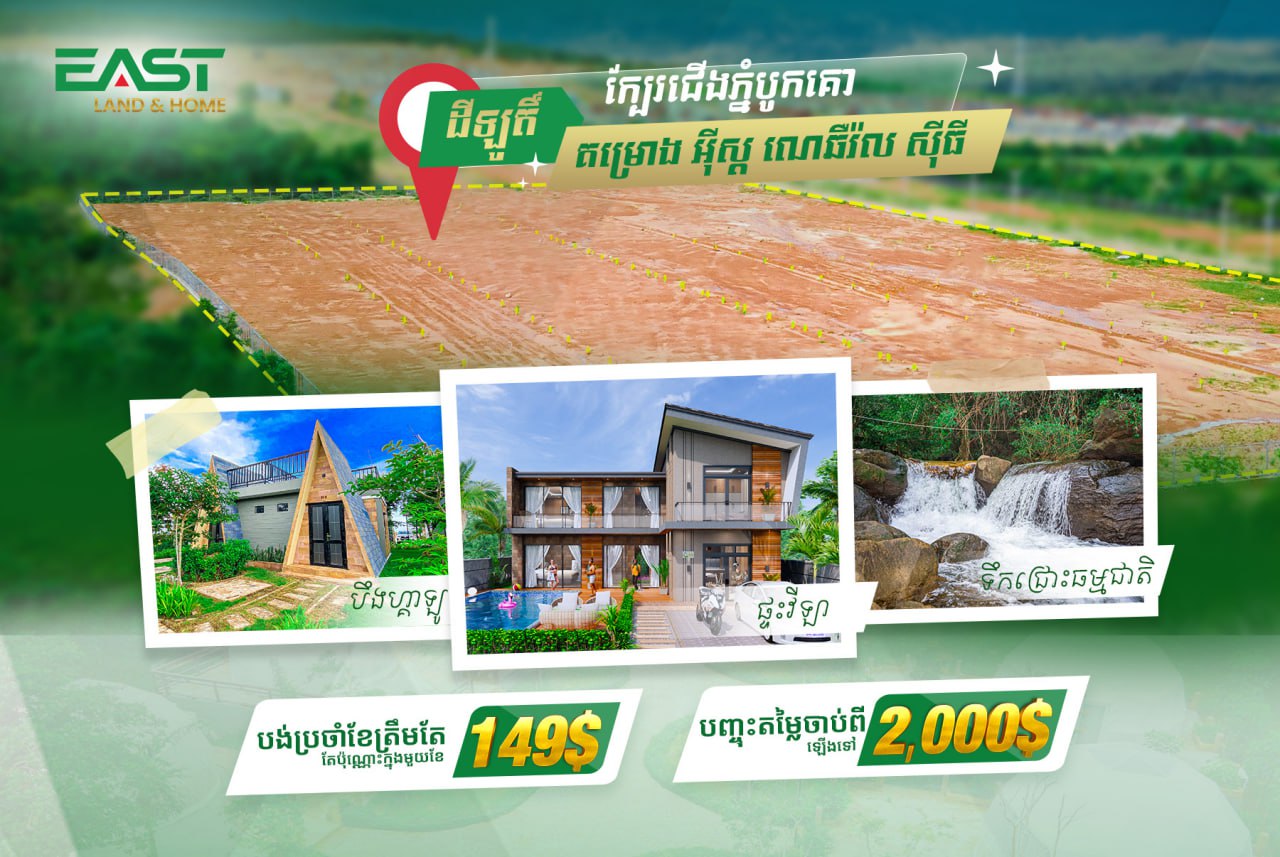 EAST
LAND & HOME
ដីឡូតិ៍
ក្បែរជើងភ្នំបូកគោ
គម្រោង អ៊ីស្ត ណេធឺរ៉ល ស៊ីធី
បឹងហ្គាឡូ
ផ្ទះវីឡា
ទឹកជ្រោះធម្មជាតិ
បង់ប្រចាំខែត្រឹមតែ
តែប៉ុណ្ណោះក្នុងមួយខែ
149$
បញ្ចុះតម្លៃចាប់ពី
ឡើងទៅ
2,000$